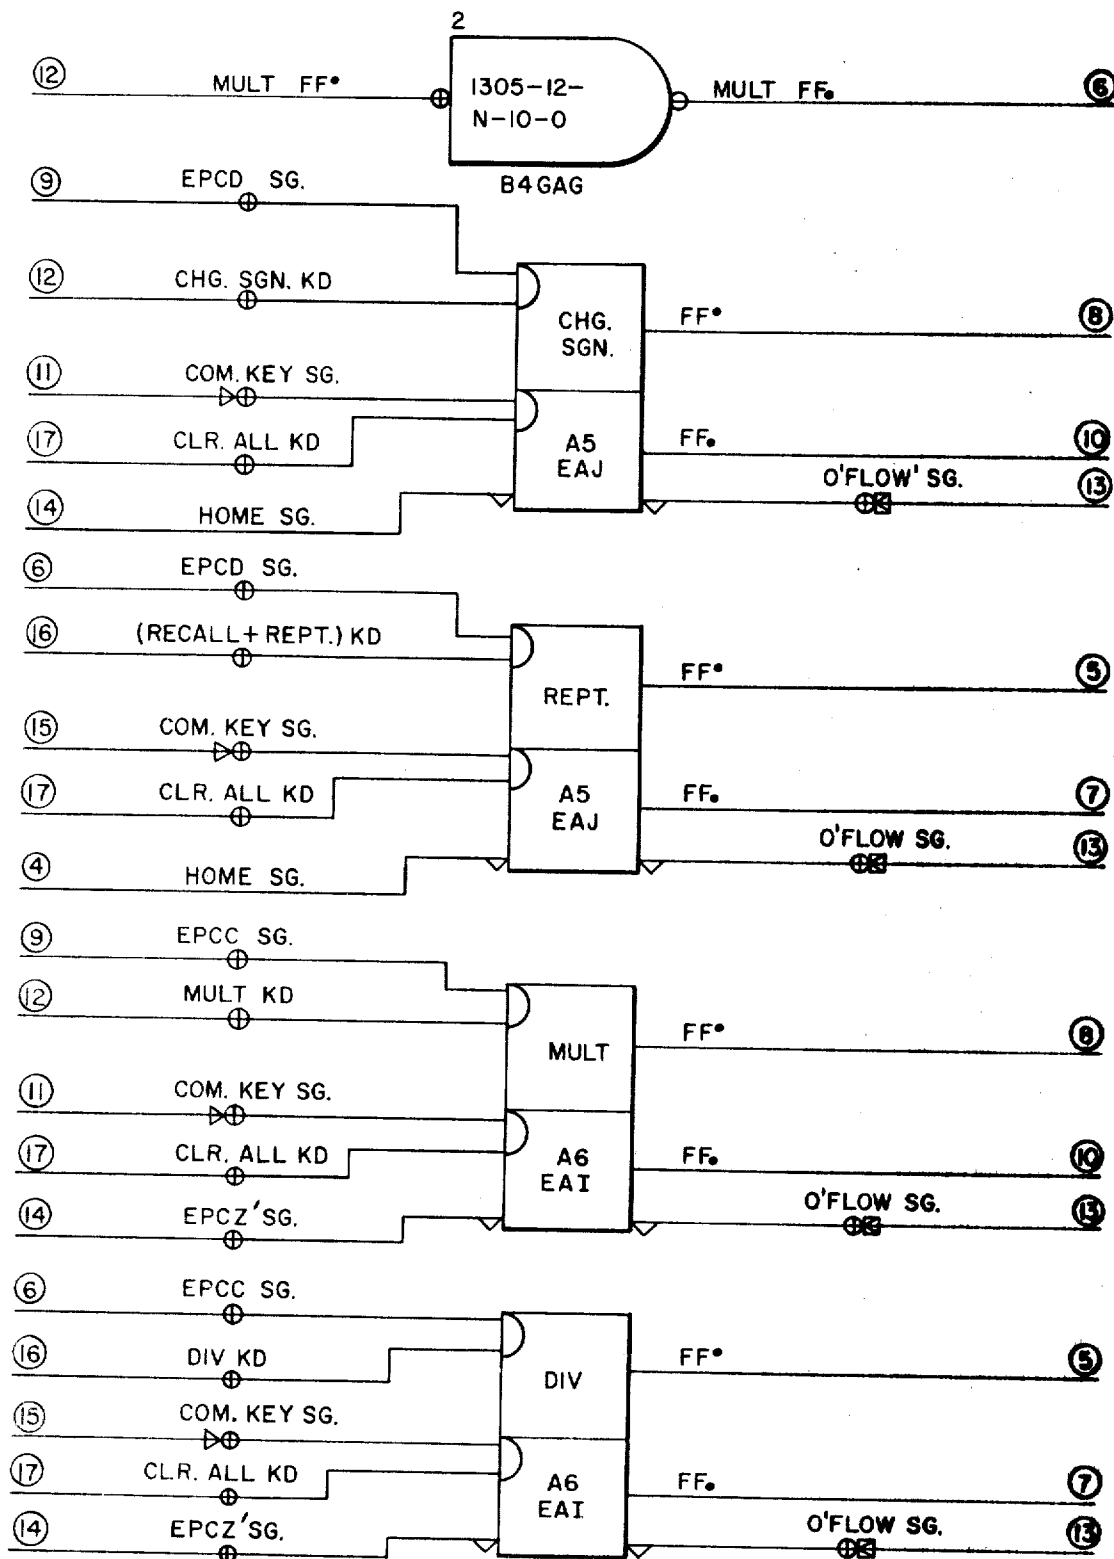 2
12 MULT FF• 1305-12- MULT FF. 6
N-10-0
B4GAG
9 EPCD SG.
12 CHG. SGN. KD
CHG. FF• 8
SGN.
11 COM. KEY SG.
17 CLR. ALL KD A5 FF. 10
EAJ O'FLOW' SG. 13
14 HOME SG.
6 EPCD SG.
16 (RECALL+REPT.) KD
REPT. FF• 5
15 COM. KEY SG.
17 CLR. ALL KD A5 FF. 7
EAJ O'FLOW SG. 13
4 HOME SG.
9 EPCC SG.
12 MULT KD
MULT FF• 8
11 COM. KEY SG.
17 CLR. ALL KD A6 FF. 10
EAI O'FLOW SG. 13
14 EPCZ'SG.
6 EPCC SG.
16 DIV KD DIV FF• 5
15 COM. KEY SG.
17 CLR. ALL KD A6 FF. 7
EAI
14 EPCZ'SG. O'FLOW SG. 13